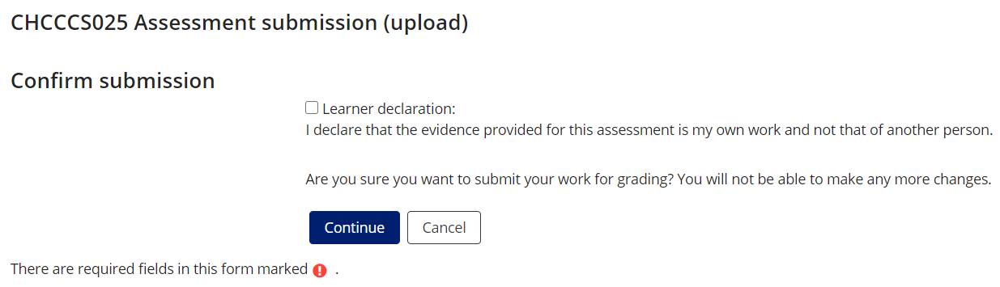 CHCCCS025 Assessment submission (upload)
Confirm submission
Learner declaration:
I declare that the evidence provided for this assessment is my own work and not that of another person.
Are you sure you want to submit your work for grading? You will not be able to make any more changes.
Continue Cancel
There are required fields in this form marked ! .